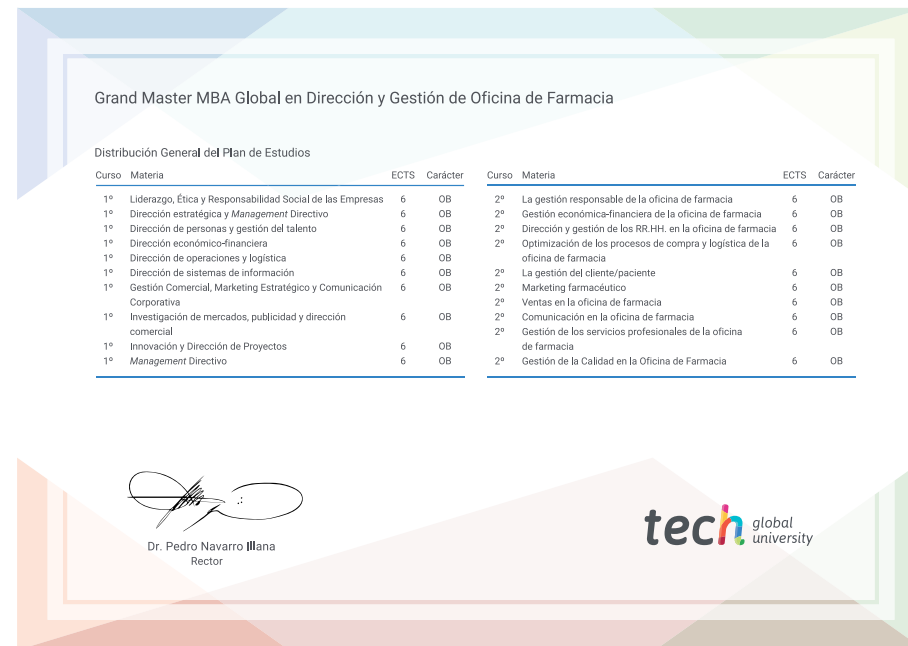 Grand Master MBA Global en Dirección y Gestión de Oficina de Farmacia
Distribución General del Plan de Estudios
Curso Materia ECTS Carácter
1º Liderazgo, Ética y Responsabilidad Social de las Empresas 6 OB
1º Dirección estratégica y Management Directivo 6 OB
1º Dirección de personas y gestión del talento 6 OB
1º Dirección económico-financiera 6 OB
1º Dirección de operaciones y logística 6 OB
1º Dirección de sistemas de información 6 OB
1º Gestión Comercial, Marketing Estratégico y Comunicación 6 OB
Corporativa
1º Investigación de mercados, publicidad y dirección 6 OB
comercial
1º Innovación y Dirección de Proyectos 6 OB
1º Management Directivo 6 OB
Curso Materia ECTS Carácter
2º La gestión responsable de la oficina de farmacia 6 OB
2º Gestión económica-financiera de la oficina de farmacia 6 OB
2º Dirección y gestión de los RR.HH. en la oficina de farmacia 6 OB
2º Optimización de los procesos de compra y logística de la 6 OB
oficina de farmacia
2º La gestión del cliente/paciente 6 OB
2º Marketing farmacéutico 6 OB
2º Ventas en la oficina de farmacia 6 OB
2º Comunicación en la oficina de farmacia 6 OB
2º Gestión de los servicios profesionales de la oficina 6 OB
de farmacia
2º Gestión de la Calidad en la Oficina de Farmacia 6 OB
Dr. Pedro Navarro Illana
Rector
tech global
university